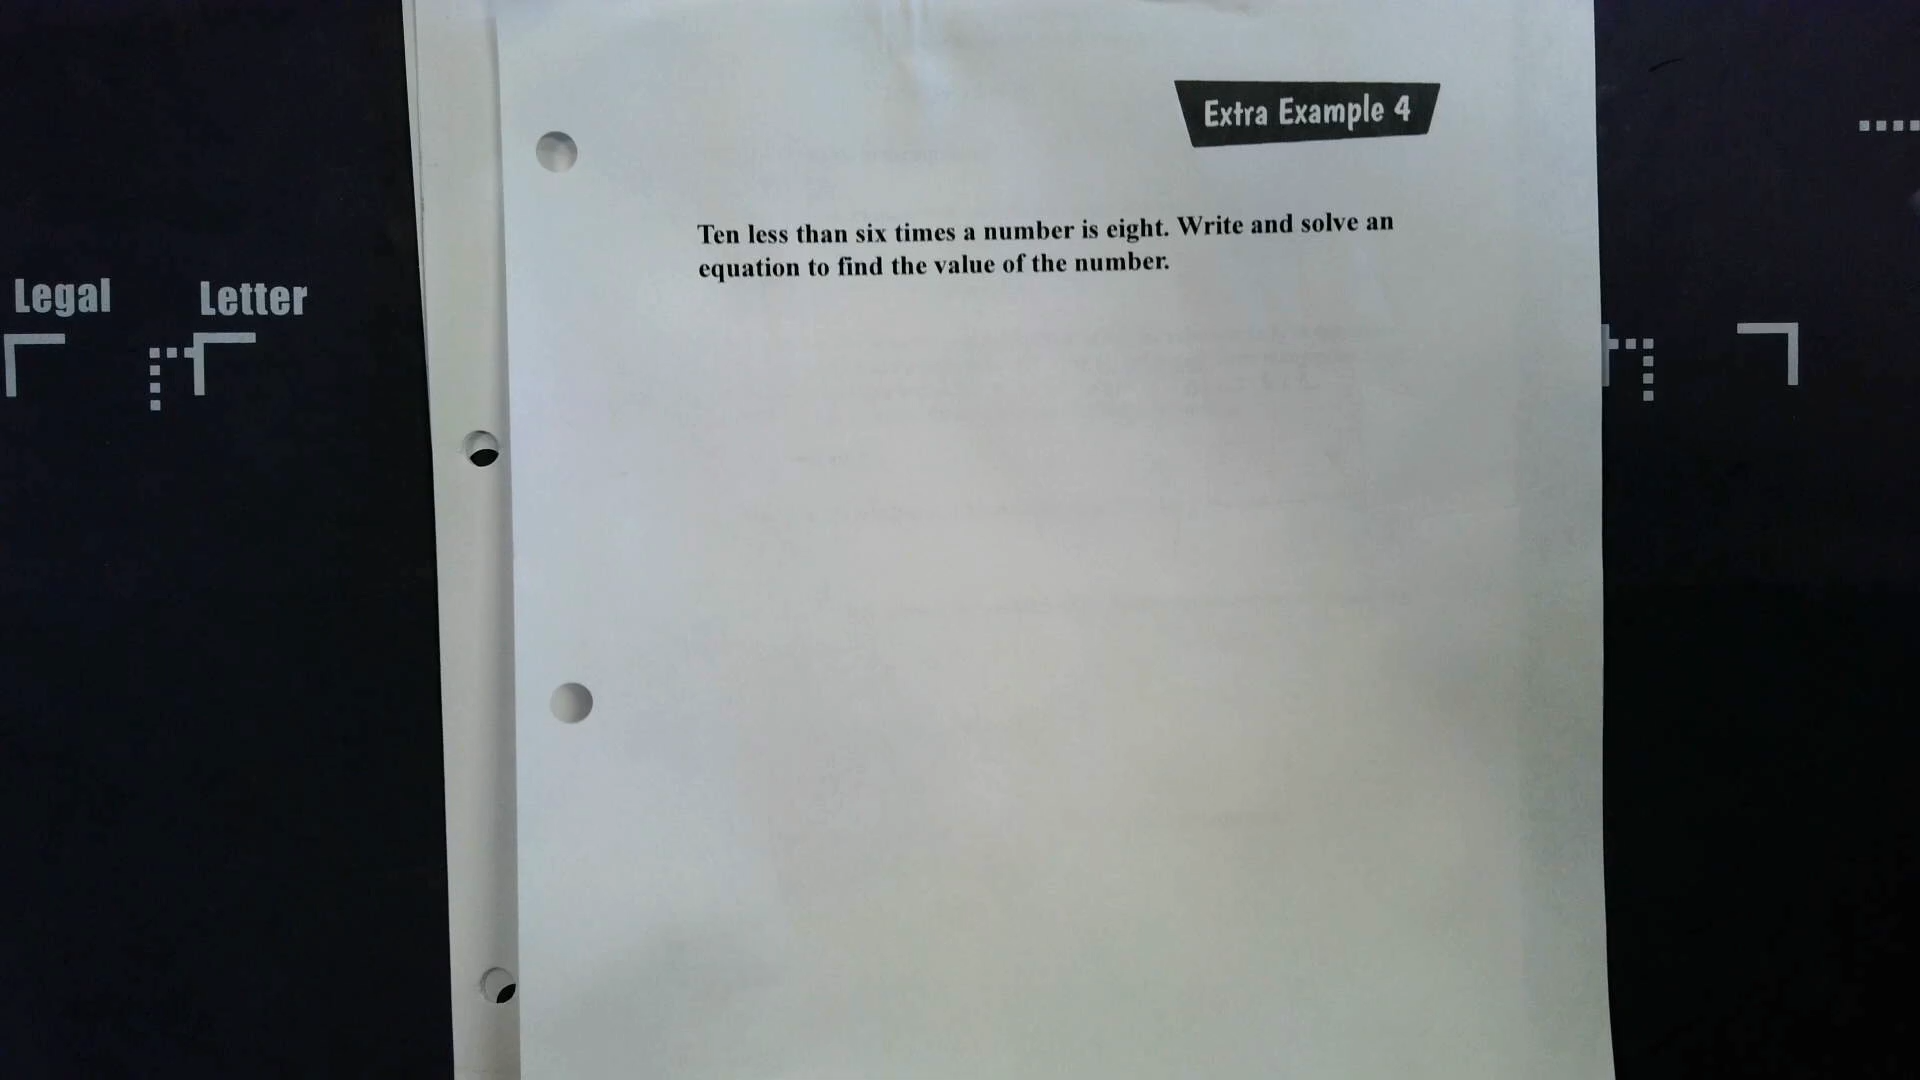 Extra Example 4
Ten less than six times a number is eight. Write and solve an
equation to find the value of the number.
Legal
Letter